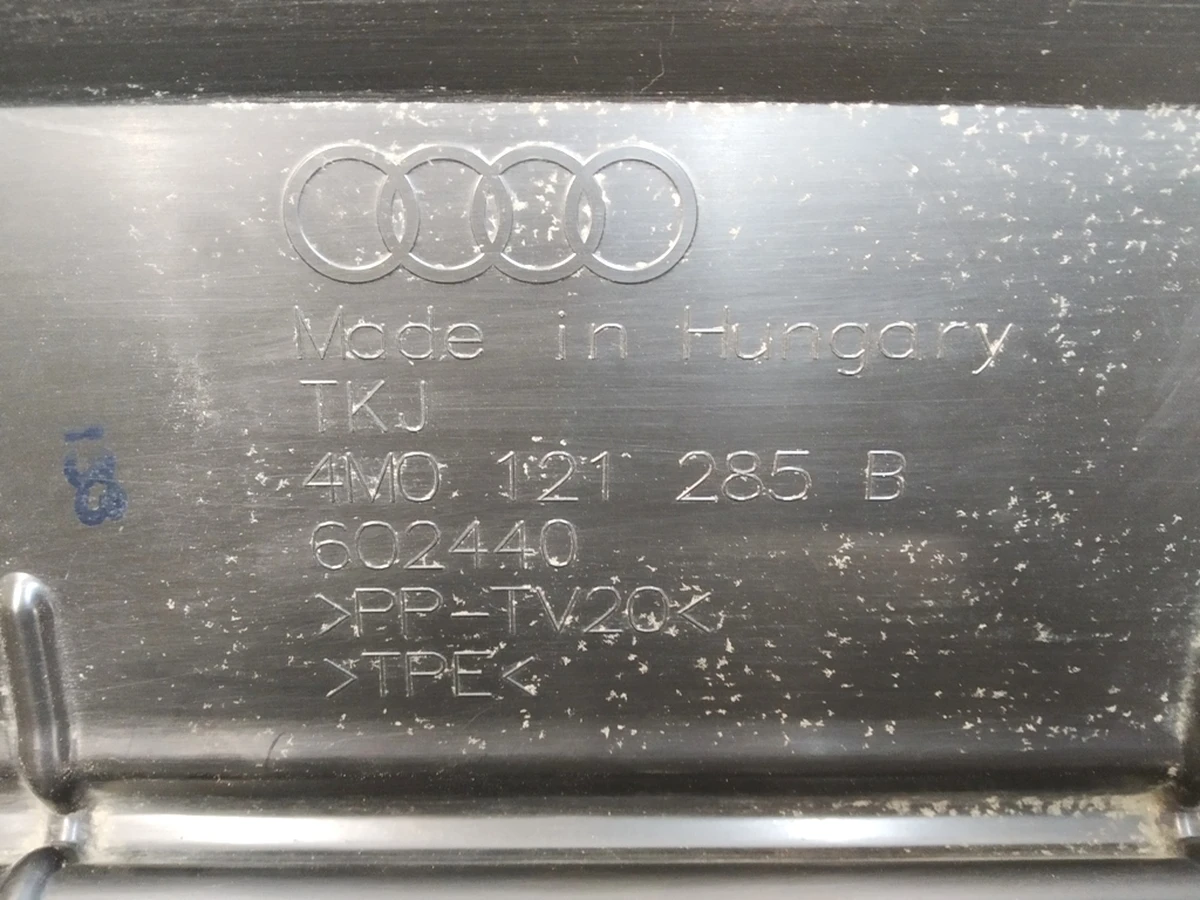 Made in Hungary
TKJ
4M0 121 285 B
602440
>PP-TV20<
>TPE<